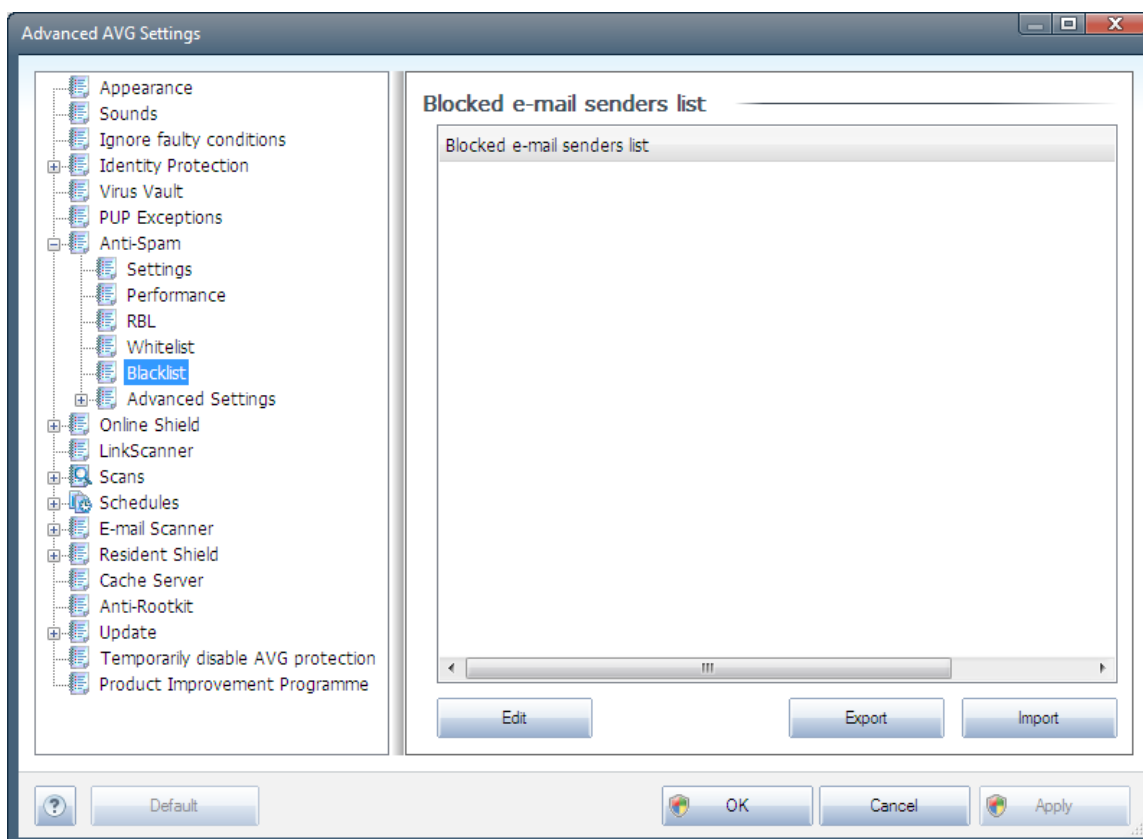 Advanced AVG Settings
Appearance
Sounds
Ignore faulty conditions
Identity Protection
Virus Vault
PUP Exceptions
Anti-Spam
Settings
Performance
RBL
Whitelist
Blacklist
Advanced Settings
Online Shield
LinkScanner
Scans
Schedules
E-mail Scanner
Resident Shield
Cache Server
Anti-Rootkit
Update
Temporarily disable AVG protection
Product Improvement Programme
Blocked e-mail senders list
Blocked e-mail senders list
Edit
Export
Import
?
Default
OK
Cancel
Apply